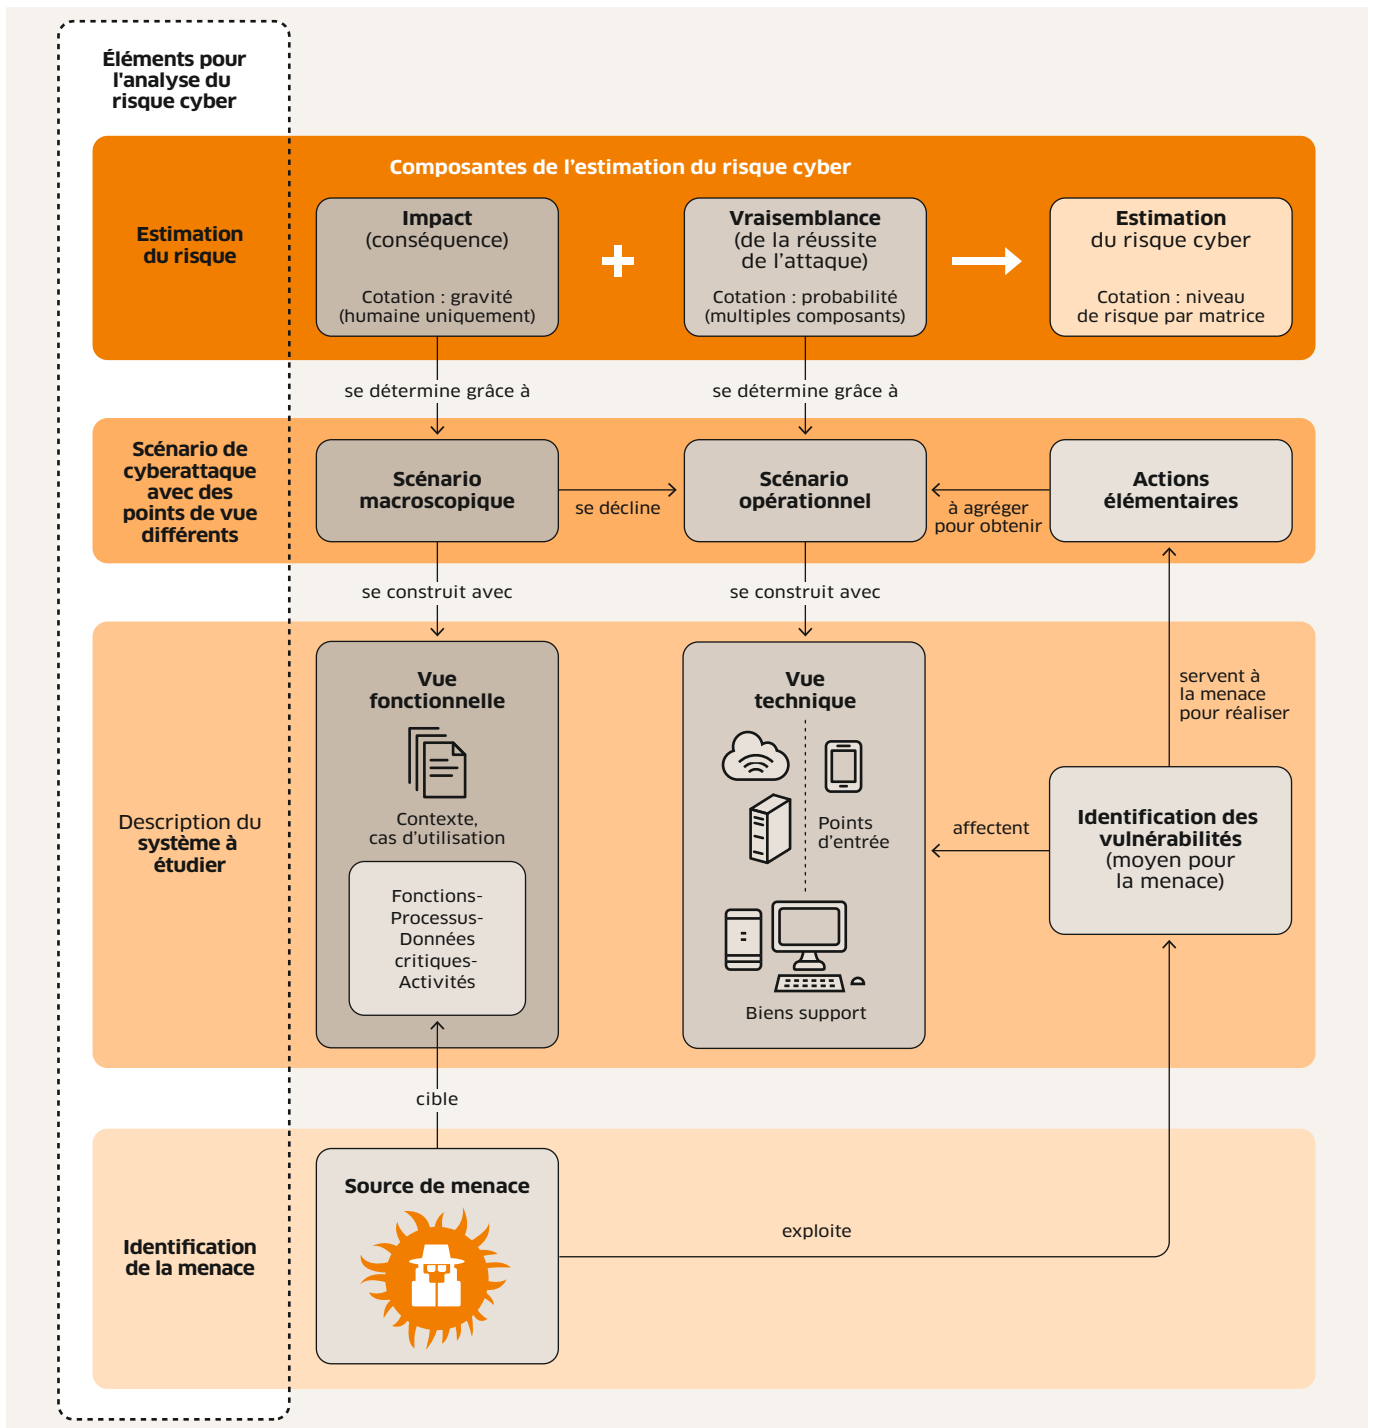 Éléments pour
l'analyse du
risque cyber
Composantes de l'estimation du risque cyber
Estimation
du risque
Impact
(conséquence)
Cotation : gravité
(humaine uniquement)
+
Vraisemblance
(de la réussite
de l'attaque)
Cotation : probabilité
(multiples composants)
Estimation
du risque cyber
Cotation : niveau
de risque par matrice
se détermine grâce à
se détermine grâce à
Scénario de
cyberattaque
avec des
points de vue
différents
Scénario
macroscopique
se décline
Scénario
opérationnel
à agréger
pour obtenir
Actions
élémentaires
se construit avec
se construit avec
Description du
système à
étudier
Vue
fonctionnelle
Contexte,
cas d'utilisation
Fonctions-
Processus-
Données
critiques-
Activités
Vue
technique
Points
d'entrée
Biens support
affectent
servent à
la menace
pour réaliser
Identification des
vulnérabilités
(moyen pour
la menace)
cible
Identification
de la menace
Source de menace
exploite